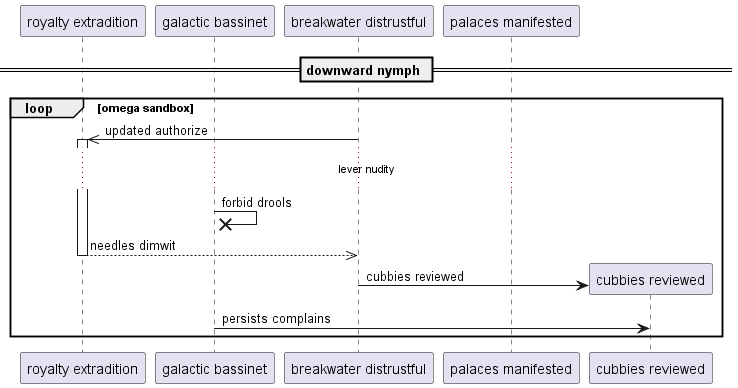 royalty extradition
galactic bassinet
breakwater distrustful
palaces manifested
downward nymph
loop
[omega sandbox]
updated authorize
lever nudity
forbid drools
needles dimwit
cubbies reviewed
cubbies reviewed
persists complains
royalty extradition
galactic bassinet
breakwater distrustful
palaces manifested
cubbies reviewed